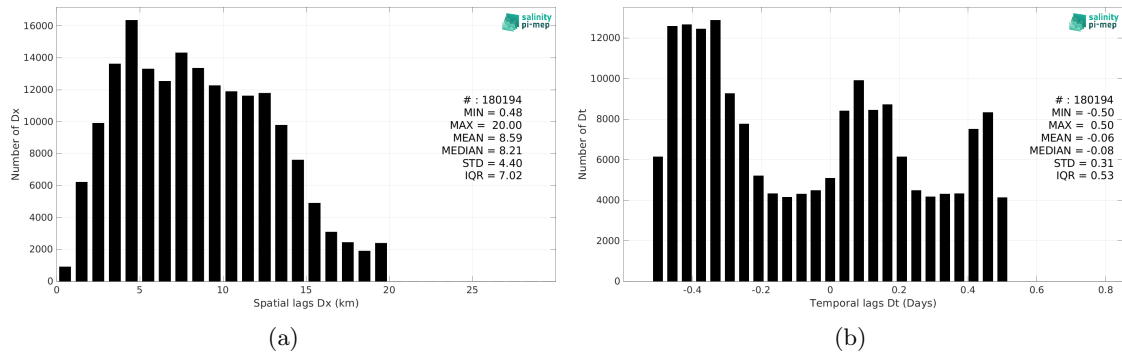 16000
14000
12000
10000
8000
6000
4000
2000
0
Number of Dx
0 5 10 15 20 25
Spatial lags Dx (km)
salinity
pi-mep
# : 180194
MIN = 0.48
MAX = 20.00
MEAN = 8.59
MEDIAN = 8.21
STD = 4.40
IQR = 7.02
(a)
12000
10000
8000
6000
4000
2000
0
Number of Dt
-0.4 -0.2 0 0.2 0.4 0.6 0.8
Temporal lags Dt (Days)
salinity
pi-mep
# : 180194
MIN = -0.50
MAX = 0.50
MEAN = -0.06
MEDIAN = -0.08
STD = 0.31
IQR = 0.53
(b)